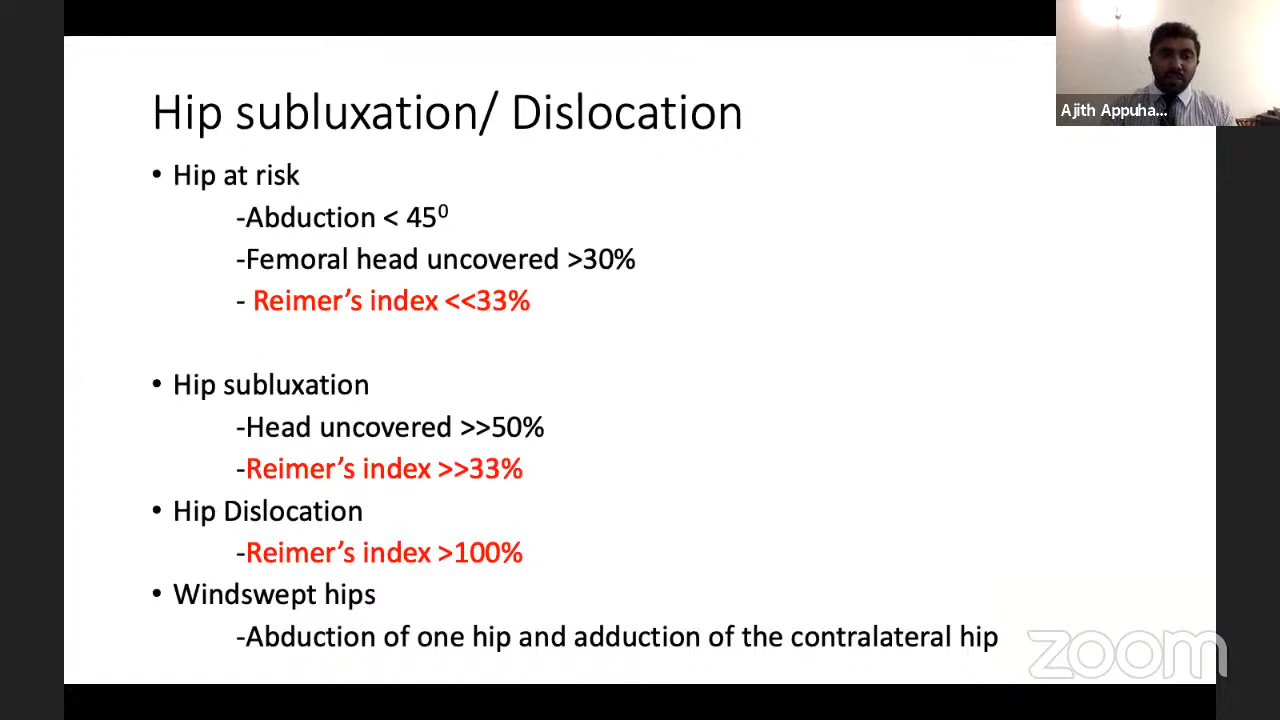 Hip subluxation/ Dislocation
• Hip at risk
-Abduction < 45⁰
-Femoral head uncovered >30%
- Reimer’s index <<33%
• Hip subluxation
-Head uncovered >>50%
-Reimer’s index >>33%
• Hip Dislocation
-Reimer’s index >100%
• Windswept hips
-Abduction of one hip and adduction of the contralateral hip
Ajith Appuha...
zoom